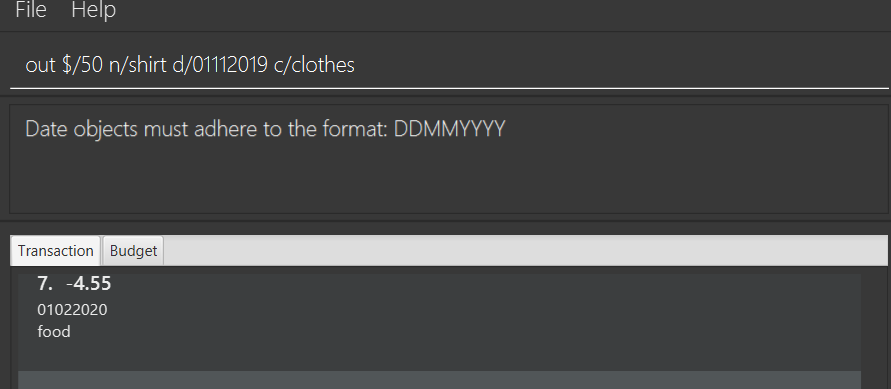 File Help
out $/50 n/shirt d/01112019 c/clothes
Date objects must adhere to the format: DDMMYYYY
Transaction Budget
7. -4.55
01022020
food